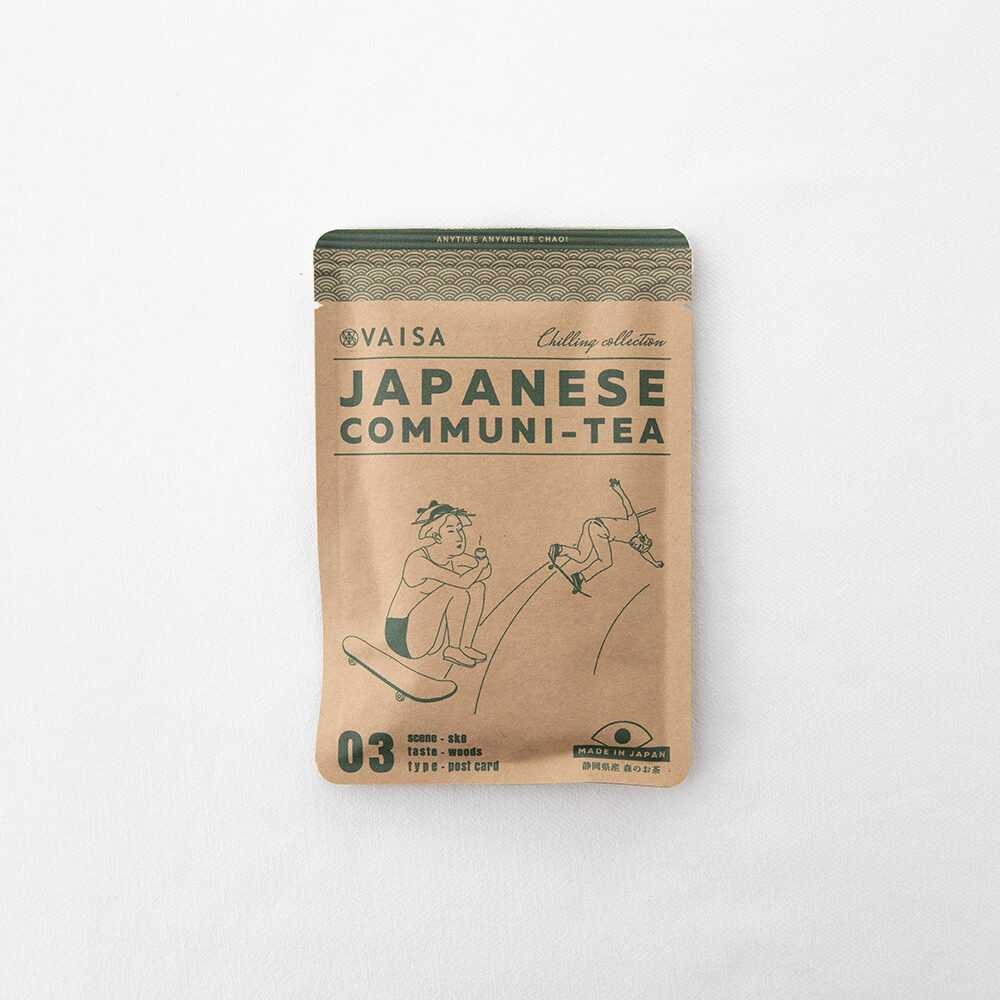 ANYTIME ANYWHERE CHAO!
VAISA
Chilling collection
JAPANESE
COMMUNI-TEA
03
scene - sk8
taste - woods
type - post card
MADE IN JAPAN
静岡県産 森のお茶